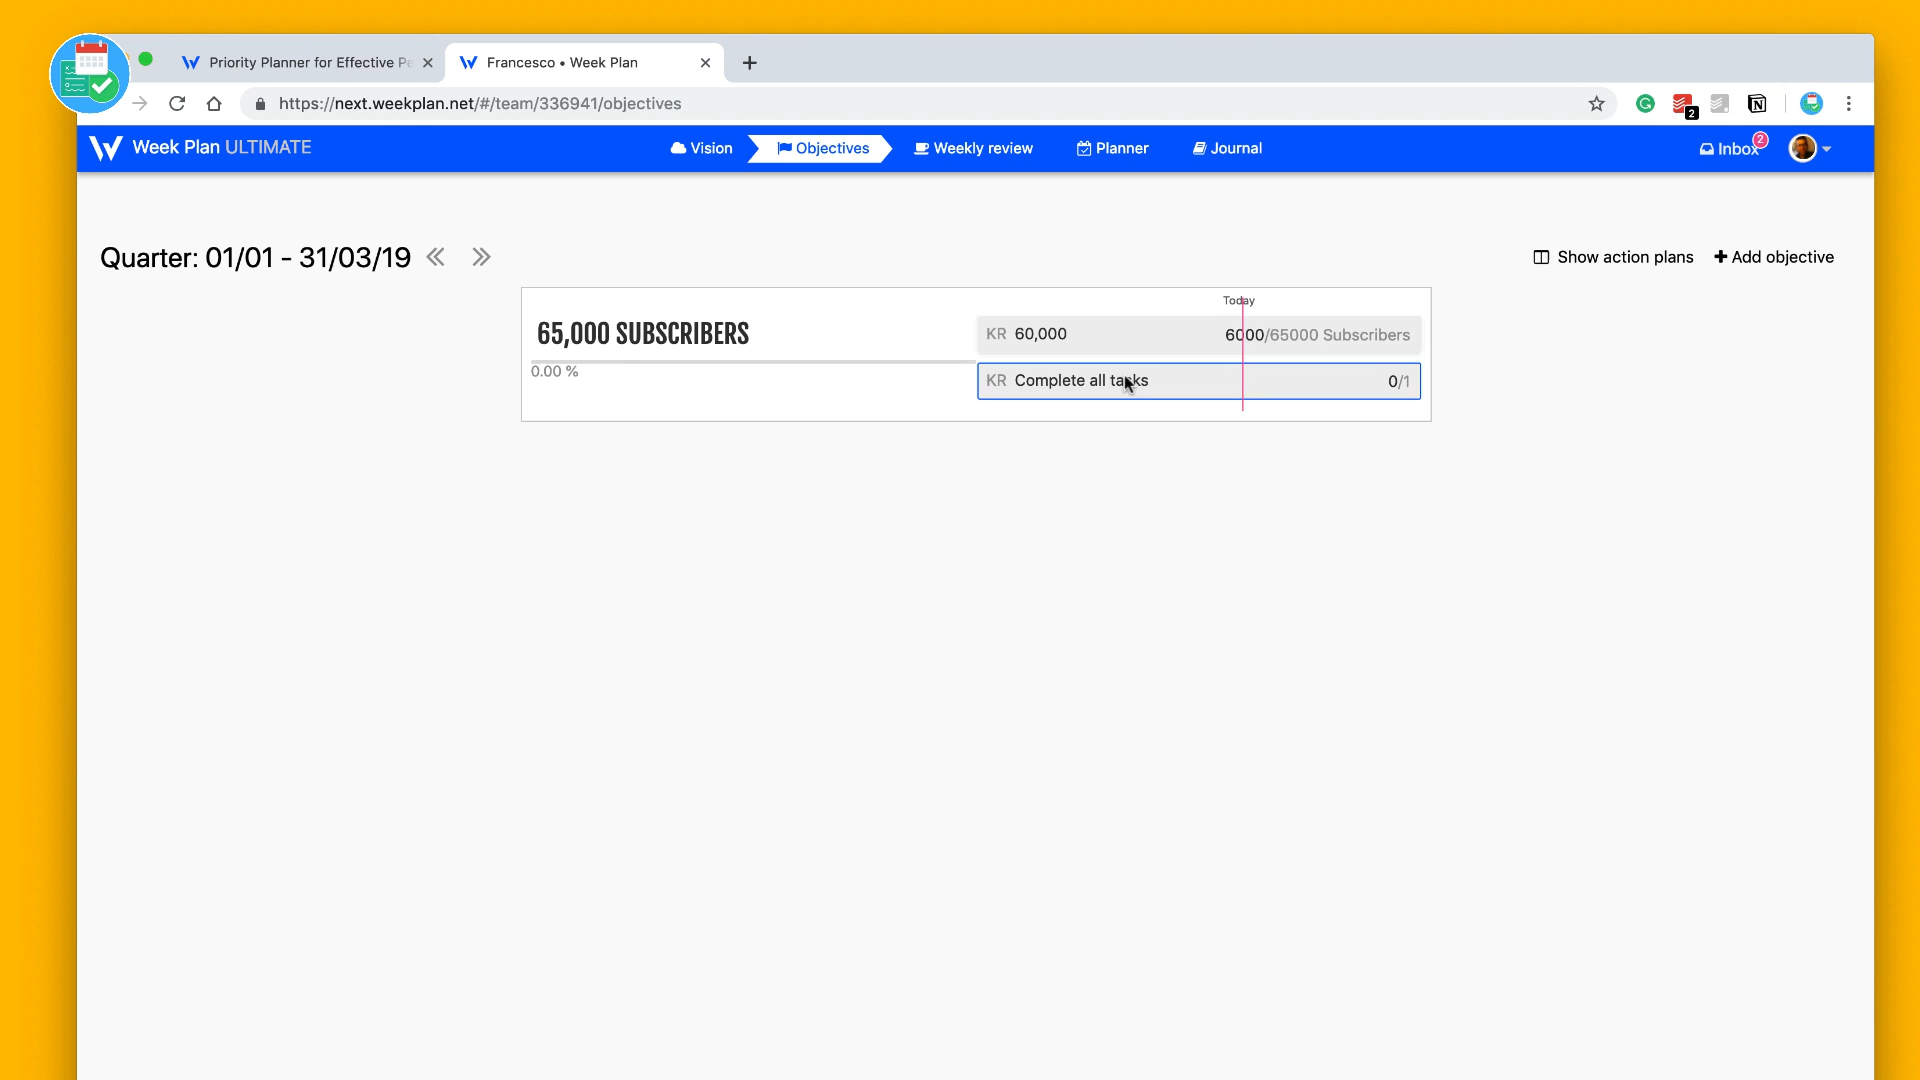 Priority Planner for Effective Pe
Francesco • Week Plan
https://next.weekplan.net/#/team/336941/objectives
2
Week Plan ULTIMATE
Vision
Objectives
Weekly review
Planner
Journal
Inbox
2
Quarter: 01/01 - 31/03/19
Show action plans
Add objective
Today
65,000 SUBSCRIBERS
KR 60,000 6000/65000 Subscribers
0.00 %
KR Complete all tasks 0/1